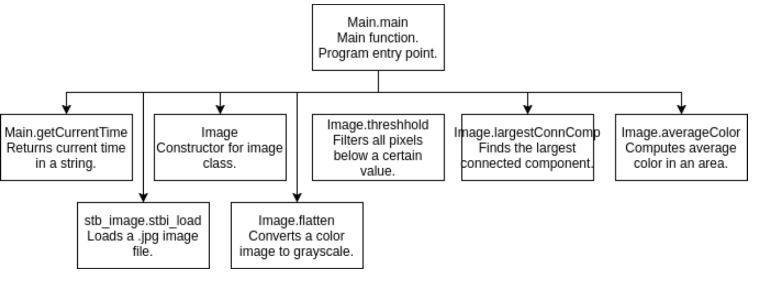 Main.main
Main function.
Program entry point.
Main.getCurrentTime
Returns current time
in a string.
Image
Constructor for image
class.
Image.threshhold
Filters all pixels
below a certain
value.
Image.largestConnComp
Finds the largest
connected component.
Image.averageColor
Computes average
color in an area.
stb_image.stbi_load
Loads a .jpg image
file.
Image.flatten
Converts a color
image to grayscale.